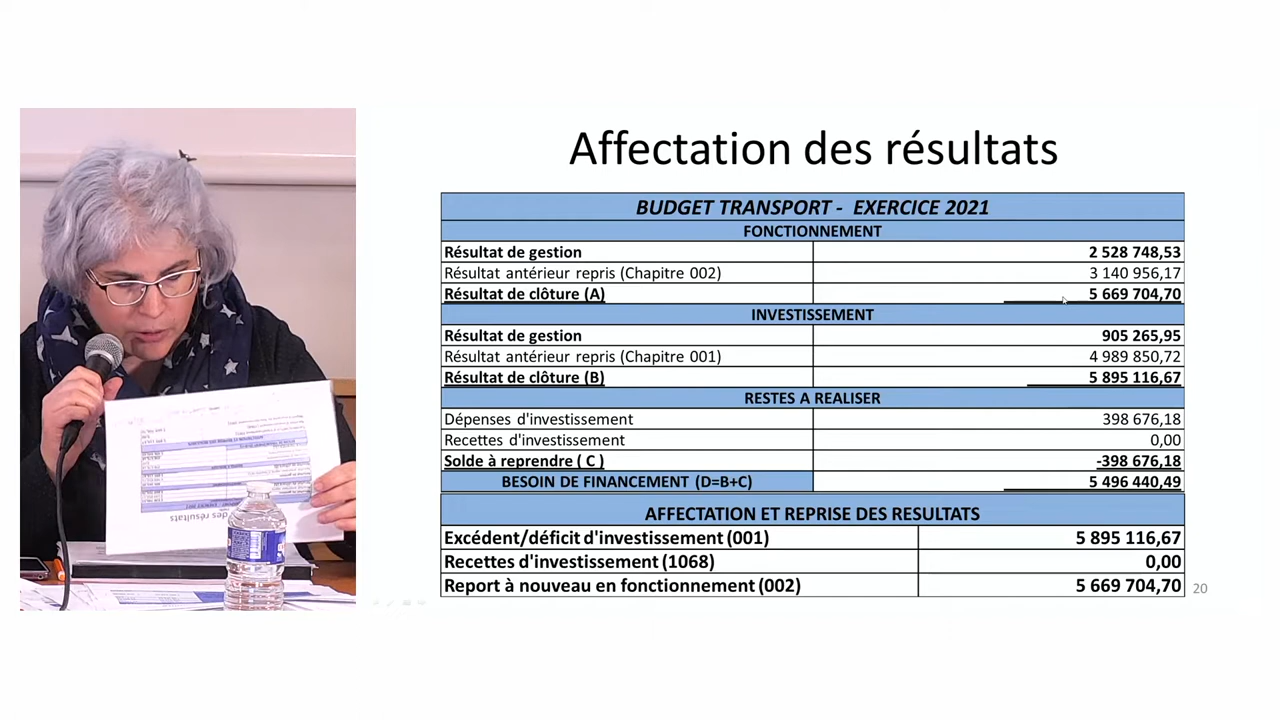 Affectation des résultats
BUDGET TRANSPORT - EXERCICE 2021
FONCTIONNEMENT
Résultat de gestion 2 528 748,53
Résultat antérieur repris (Chapitre 002) 3 140 956,17
Résultat de clôture (A) 5 669 704,70
INVESTISSEMENT
Résultat de gestion 905 265,95
Résultat antérieur repris (Chapitre 001) 4 989 850,72
Résultat de clôture (B) 5 895 116,67
RESTES A REALISER
Dépenses d'investissement 398 676,18
Recettes d'investissement 0,00
Solde à reprendre ( C ) -398 676,18
BESOIN DE FINANCEMENT (D=B+C) 5 496 440,49
AFFECTATION ET REPRISE DES RESULTATS
Excédent/déficit d'investissement (001) 5 895 116,67
Recettes d'investissement (1068) 0,00
Report à nouveau en fonctionnement (002) 5 669 704,70
20